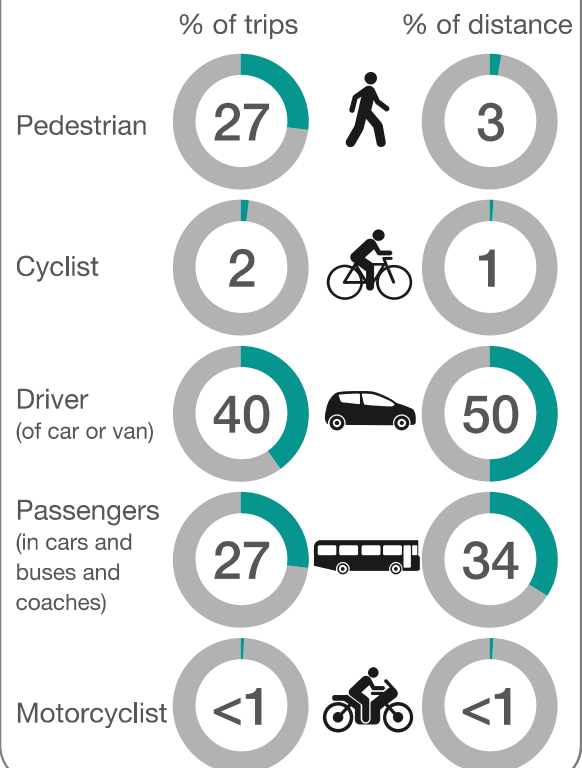 % of trips % of distance
Pedestrian 27 3
Cyclist 2 1
Driver
(of car or van) 40 50
Passengers
(in cars and
buses and
coaches) 27 34
Motorcyclist <1 <1